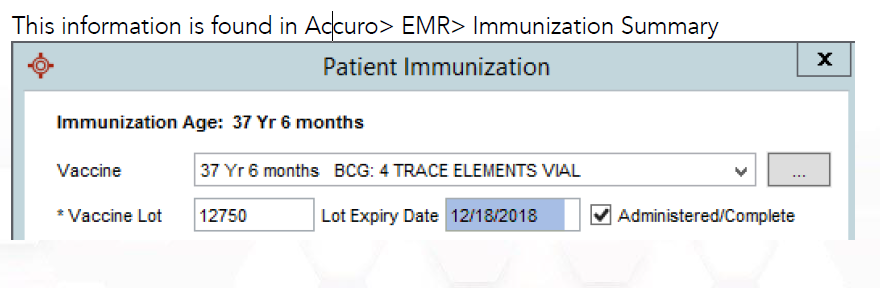 This information is found in Accuro> EMR> Immunization Summary
Patient Immunization x
Immunization Age: 37 Yr 6 months
Vaccine 37 Yr 6 months BCG: 4 TRACE ELEMENTS VIAL ...
* Vaccine Lot 12750 Lot Expiry Date 12/18/2018 Administered/Complete